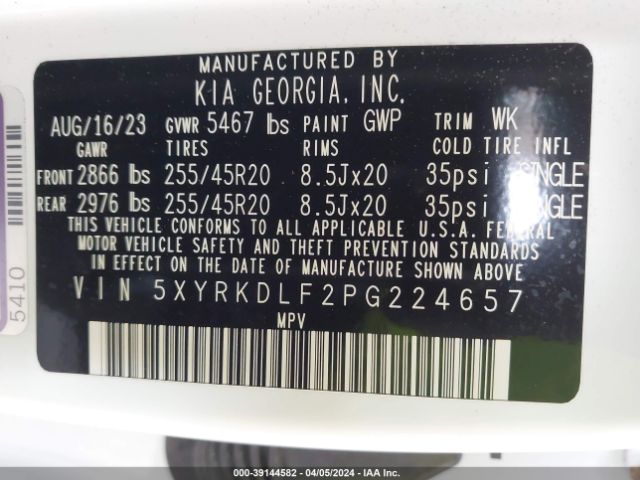 MANUFACTURED BY
KIA GEORGIA, INC.
AUG/16/23 GVWR 5467 lbs PAINT GWP TRIM WK
GAWR TIRES RIMS COLD TIRE INFL
FRONT 2866 lbs 255/45R20 8.5Jx20 35psi SINGLE
REAR 2976 lbs 255/45R20 8.5Jx20 35psi SINGLE
THIS VEHICLE CONFORMS TO ALL APPLICABLE U.S.A. FEDERAL
MOTOR VEHICLE SAFETY AND THEFT PREVENTION STANDARDS
IN EFFECT ON THE DATE OF MANUFACTURE SHOWN ABOVE.
VIN 5XYRKDLF2PG224657
MPV
5410
000-39144582 - 04/05/2024 - IAAI.COM